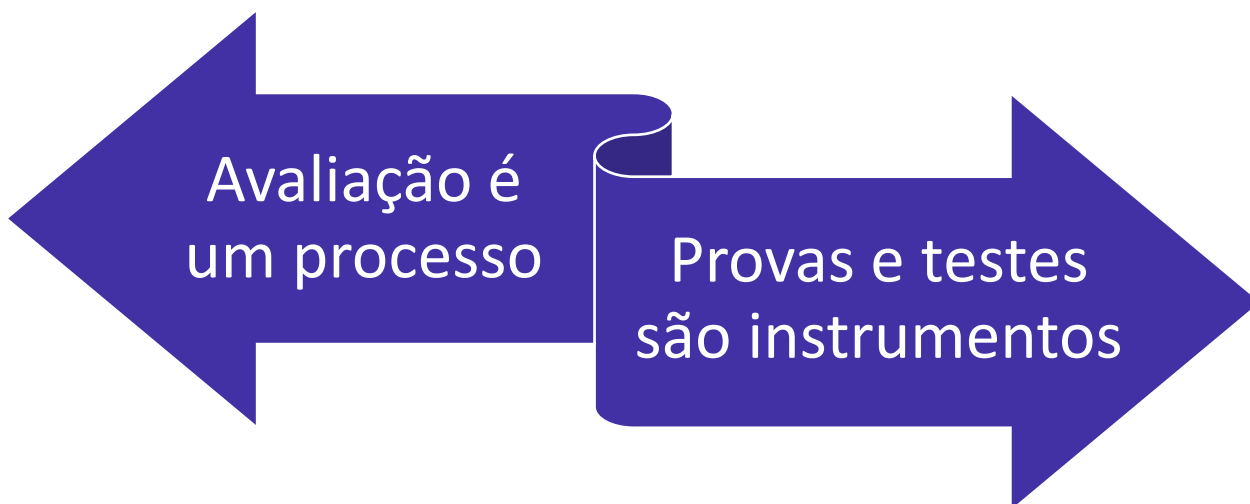 Avaliação é
um processo
Provas e testes
são instrumentos